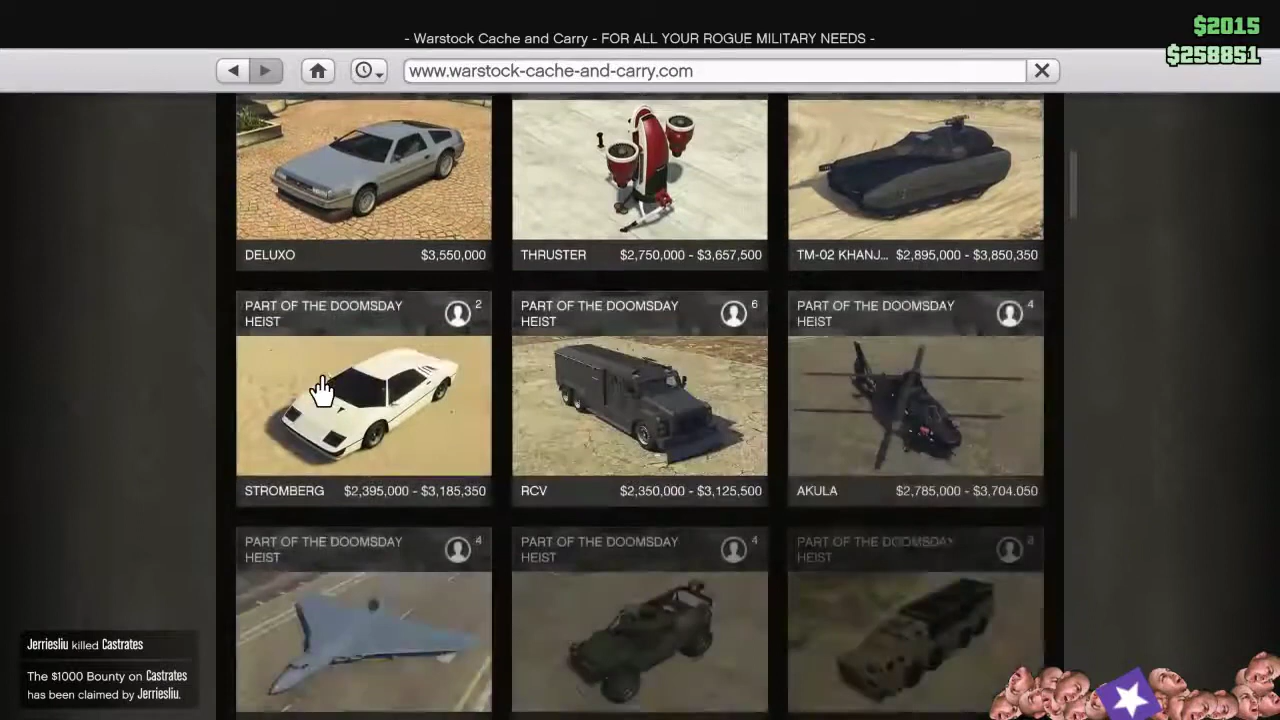 - Warstock Cache and Carry - FOR ALL YOUR ROGUE MILITARY NEEDS -
$2015
$258851
www.warstock-cache-and-carry.com
DELUXO $3,550,000
THRUSTER $2,750,000 - $3,657,500
TM-02 KHANJ... $2,895,000 - $3,850,350
PART OF THE DOOMSDAY
HEIST
2
PART OF THE DOOMSDAY
HEIST
6
PART OF THE DOOMSDAY
HEIST
4
STROMBERG $2,395,000 - $3,185,350
RCV $2,350,000 - $3,125,500
AKULA $2,785,000 - $3,704.050
PART OF THE DOOMSDAY
HEIST
4
PART OF THE DOOMSDAY
HEIST
4
PART OF THE DOOMSDAY
HEIST
Jerriesliu killed Castrates
The $1000 Bounty on Castrates
has been claimed by Jerriesliu.